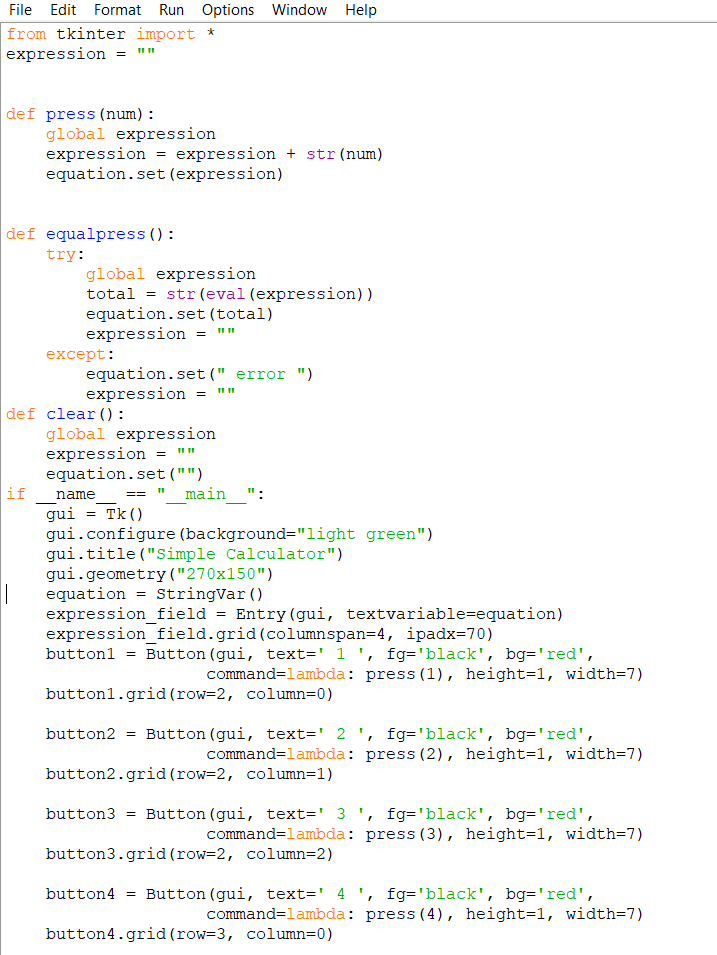 File Edit Format Run Options Window Help
from tkinter import *
expression = ""
def press(num):
    global expression
    expression = expression + str(num)
    equation.set(expression)
def equalpress():
    try:
        global expression
        total = str(eval(expression))
        equation.set(total)
        expression = ""
    except:
        equation.set(" error ")
        expression = ""
def clear():
    global expression
    expression = ""
    equation.set("")
if __name__ == "__main__":
    gui = Tk()
    gui.configure(background="light green")
    gui.title("Simple Calculator")
    gui.geometry("270x150")
    equation = StringVar()
    expression_field = Entry(gui, textvariable=equation)
    expression_field.grid(columnspan=4, ipadx=70)
    button1 = Button(gui, text=' 1 ', fg='black', bg='red',
                    command=lambda: press(1), height=1, width=7)
    button1.grid(row=2, column=0)
    button2 = Button(gui, text=' 2 ', fg='black', bg='red',
                    command=lambda: press(2), height=1, width=7)
    button2.grid(row=2, column=1)
    button3 = Button(gui, text=' 3 ', fg='black', bg='red',
                    command=lambda: press(3), height=1, width=7)
    button3.grid(row=2, column=2)
    button4 = Button(gui, text=' 4 ', fg='black', bg='red',
                    command=lambda: press(4), height=1, width=7)
    button4.grid(row=3, column=0)